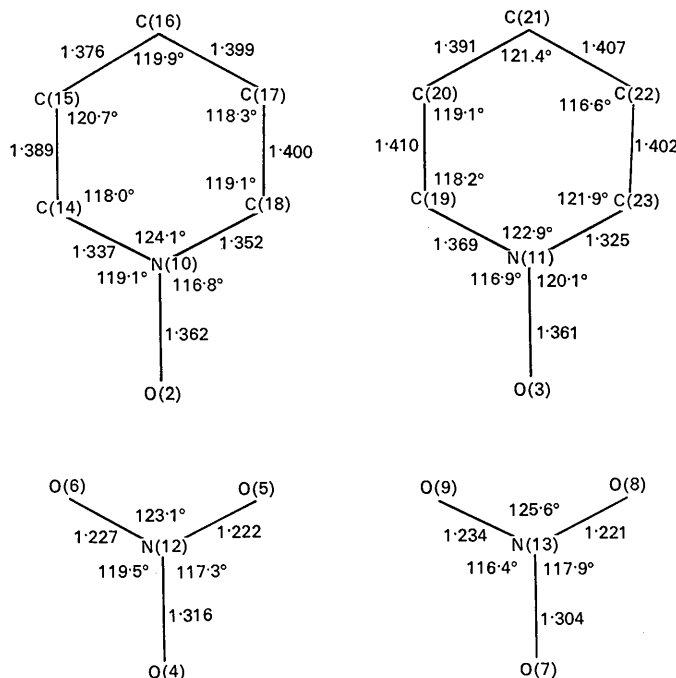 C(16)
1·376
1·399
119·9°
C(15)
C(17)
120·7°
118·3°
1·389
1·400
118·0°
119·1°
C(14)
C(18)
124·1°
1·337
1·352
N(10)
119·1°
116·8°
1·362
O(2)
C(21)
1·391
1·407
121·4°
C(20)
C(22)
119·1°
116·6°
1·410
1·402
118·2°
121·9°
C(19)
C(23)
122·9°
1·369
1·325
N(11)
116·9°
120·1°
1·361
O(3)
O(6)
O(5)
123·1°
1·227
1·222
N(12)
119·5°
117·3°
1·316
O(4)
O(9)
O(8)
125·6°
1·234
1·221
N(13)
116·4°
117·9°
1·304
O(7)